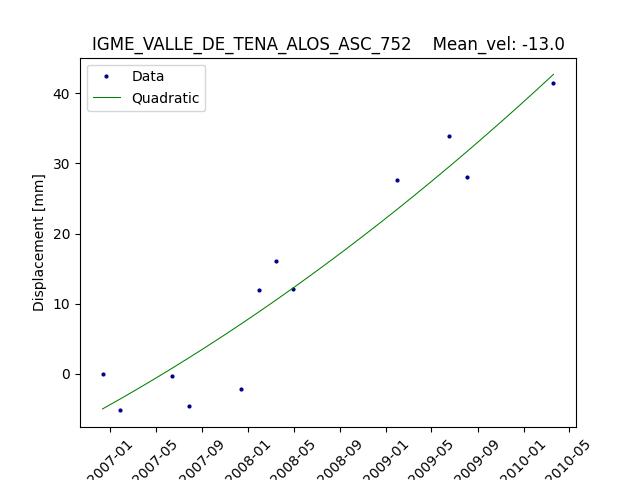 IGME_VALLE_DE_TENA_ALOS_ASC_752 Mean_vel: -13.0
Data
Quadratic
Displacement [mm]
40
30
20
10
0
2007-01 2007-05 2007-09 2008-01 2008-05 2008-09 2009-01 2009-05 2009-09 2010-01 2010-05